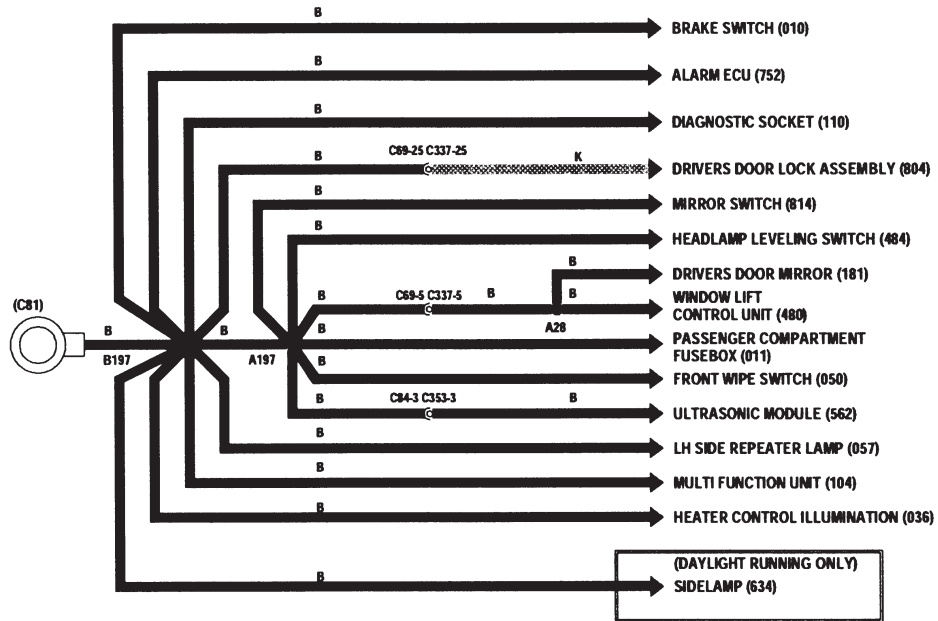 B
BRAKE SWITCH (010)
B
ALARM ECU (752)
B
DIAGNOSTIC SOCKET (110)
B
C69-25 C337-25
K
DRIVERS DOOR LOCK ASSEMBLY (804)
B
MIRROR SWITCH (814)
B
HEADLAMP LEVELING SWITCH (484)
B
DRIVERS DOOR MIRROR (181)
(C81)
B
C69-5 C337-5
B
B
WINDOW LIFT
CONTROL UNIT (480)
A28
B
B197
B
A197
B
PASSENGER COMPARTMENT
FUSEBOX (011)
B
FRONT WIPE SWITCH (050)
B
C84-3 C353-3
B
ULTRASONIC MODULE (562)
B
LH SIDE REPEATER LAMP (057)
B
MULTI FUNCTION UNIT (104)
B
HEATER CONTROL ILLUMINATION (036)
(DAYLIGHT RUNNING ONLY)
B
SIDELAMP (634)